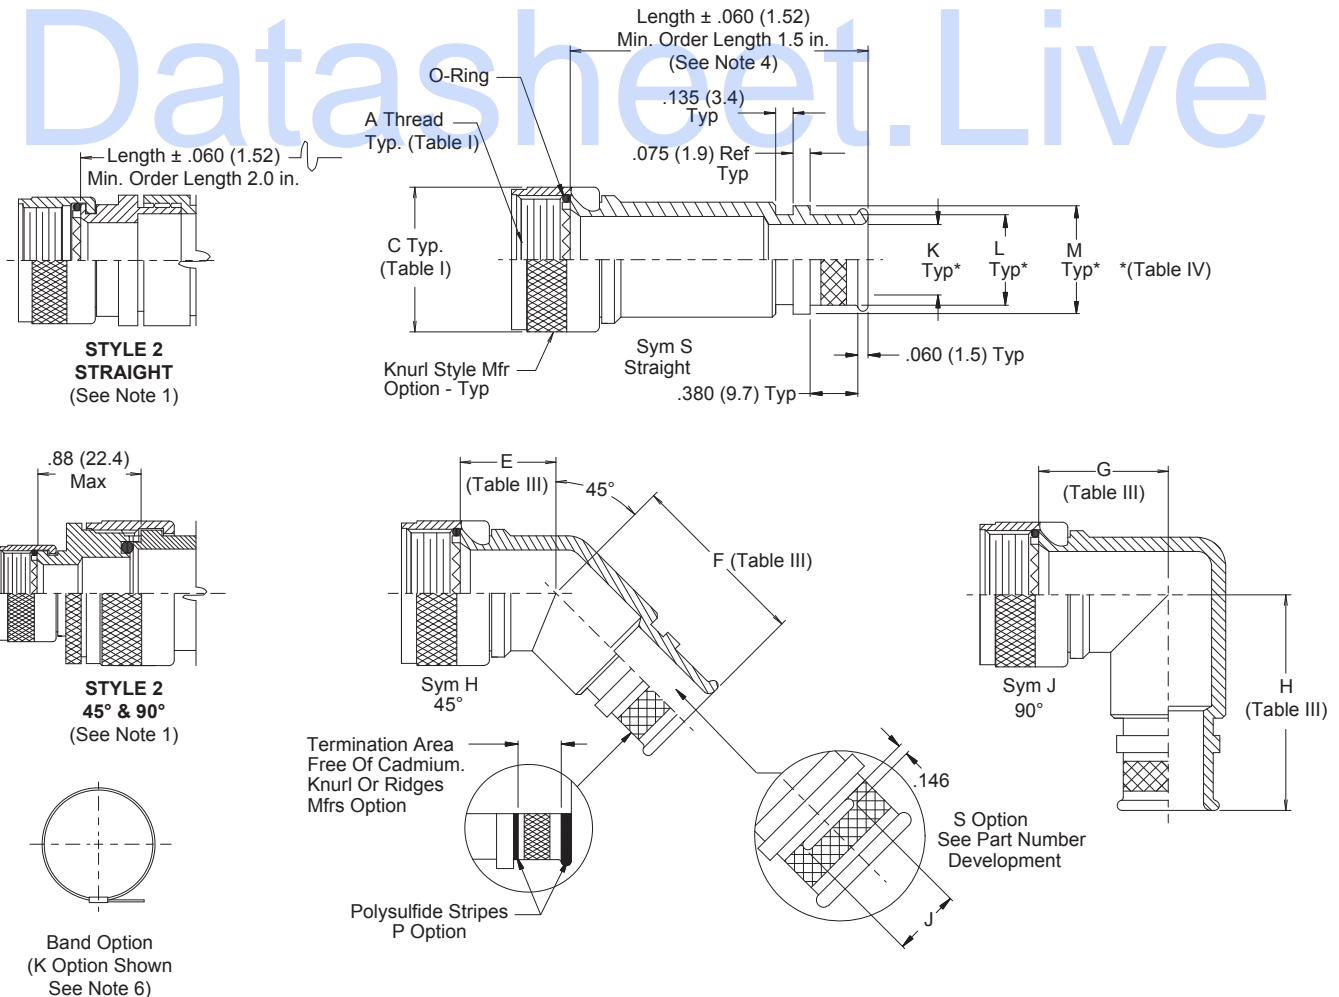 Datasheet.Live
Length ± .060 (1.52)
Min. Order Length 1.5 in.
(See Note 4)
O-Ring
.135 (3.4)
Typ
A Thread
Typ. (Table I)
.075 (1.9) Ref
Typ
Length ± .060 (1.52)
Min. Order Length 2.0 in.
C Typ.
(Table I)
K
Typ*
L
Typ*
M
Typ*
*(Table IV)
STYLE 2
STRAIGHT
(See Note 1)
Knurl Style Mfr
Option - Typ
Sym S
Straight
.060 (1.5) Typ
.380 (9.7) Typ
.88 (22.4)
Max
E
(Table III)
45°
F (Table III)
G
(Table III)
STYLE 2
45° & 90°
(See Note 1)
Sym H
45°
Sym J
90°
H
(Table III)
Termination Area
Free Of Cadmium.
Knurl Or Ridges
Mfrs Option
.146
S Option
See Part Number
Development
Polysulfide Stripes
P Option
J
Band Option
(K Option Shown
See Note 6)